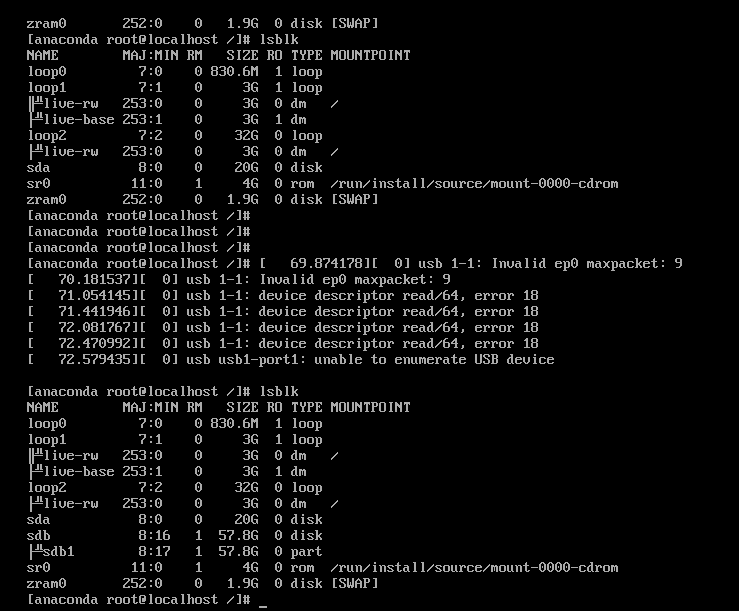 zram0         252:0    0   1.9G  0 disk [SWAP]
[anaconda root@localhost /]# lsblk
NAME          MAJ:MIN RM   SIZE RO TYPE MOUNTPOINT
loop0           7:0    0 830.6M  1 loop
loop1           7:1    0     3G  1 loop
╟╨live-rw     253:0    0     3G  0 dm   /
├╨live-base   253:1    0     3G  1 dm
loop2           7:2    0    32G  0 loop
├╨live-rw     253:0    0     3G  0 dm   /
sda             8:0    0    20G  0 disk
sr0            11:0    1     4G  0 rom  /run/install/source/mount-0000-cdrom
zram0         252:0    0   1.9G  0 disk [SWAP]
[anaconda root@localhost /]#
[anaconda root@localhost /]#
[anaconda root@localhost /]#
[anaconda root@localhost /]# [   69.874178][  0] usb 1-1: Invalid ep0 maxpacket: 9
[   70.181537][  0] usb 1-1: Invalid ep0 maxpacket: 9
[   71.054145][  0] usb 1-1: device descriptor read/64, error 18
[   71.441946][  0] usb 1-1: device descriptor read/64, error 18
[   72.081767][  0] usb 1-1: device descriptor read/64, error 18
[   72.470992][  0] usb 1-1: device descriptor read/64, error 18
[   72.579435][  0] usb usb1-port1: unable to enumerate USB device
[anaconda root@localhost /]# lsblk
NAME          MAJ:MIN RM   SIZE RO TYPE MOUNTPOINT
loop0           7:0    0 830.6M  1 loop
loop1           7:1    0     3G  1 loop
╟╨live-rw     253:0    0     3G  0 dm   /
├╨live-base   253:1    0     3G  1 dm
loop2           7:2    0    32G  0 loop
├╨live-rw     253:0    0     3G  0 dm   /
sda             8:0    0    20G  0 disk
sdb             8:16   1  57.8G  0 disk
├╨sdb1          8:17   1  57.8G  0 part
sr0            11:0    1     4G  0 rom  /run/install/source/mount-0000-cdrom
zram0         252:0    0   1.9G  0 disk [SWAP]
[anaconda root@localhost /]# _